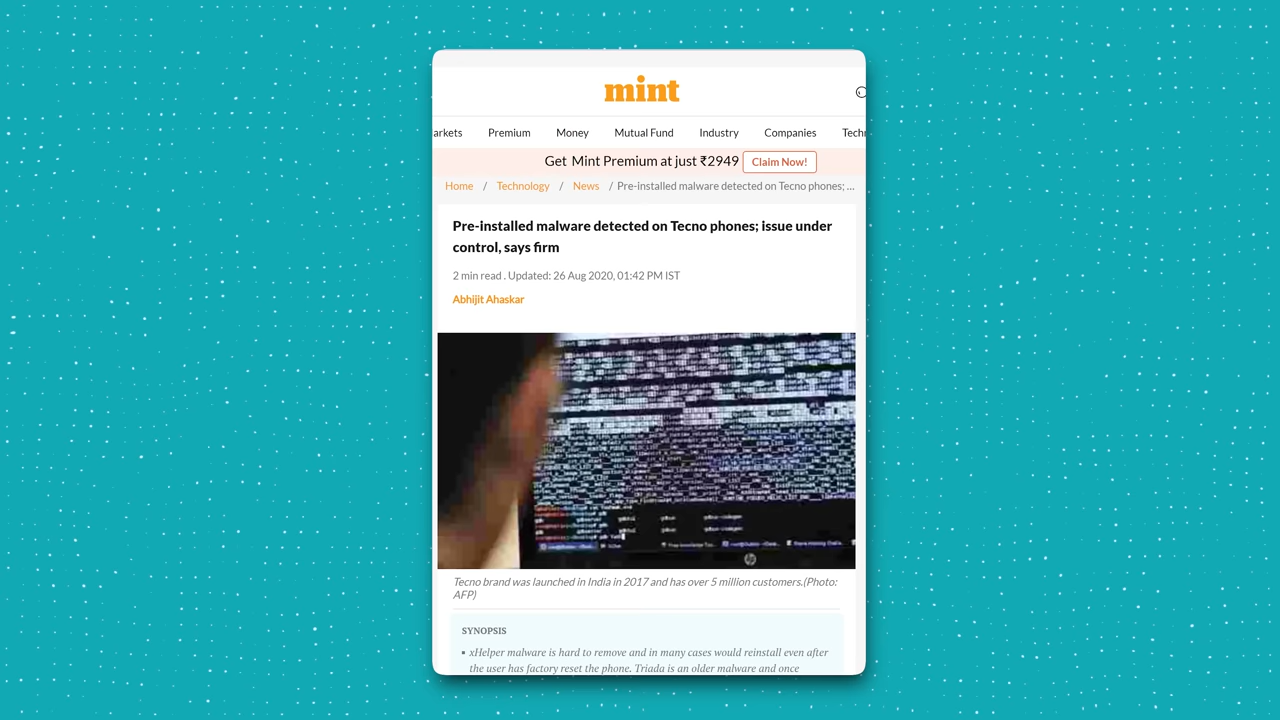 mint
arkets Premium Money Mutual Fund Industry Companies Techn
Get Mint Premium at just ₹2949 Claim Now!
Home / Technology / News / Pre-installed malware detected on Tecno phones; ...
Pre-installed malware detected on Tecno phones; issue under
control, says firm
2 min read . Updated: 26 Aug 2020, 01:42 PM IST
Abhijit Ahaskar
Tecno brand was launched in India in 2017 and has over 5 million customers.(Photo:
AFP)
SYNOPSIS
▪ xHelper malware is hard to remove and in many cases would reinstall even after
the user has factory reset the phone. Triada is an older malware and once